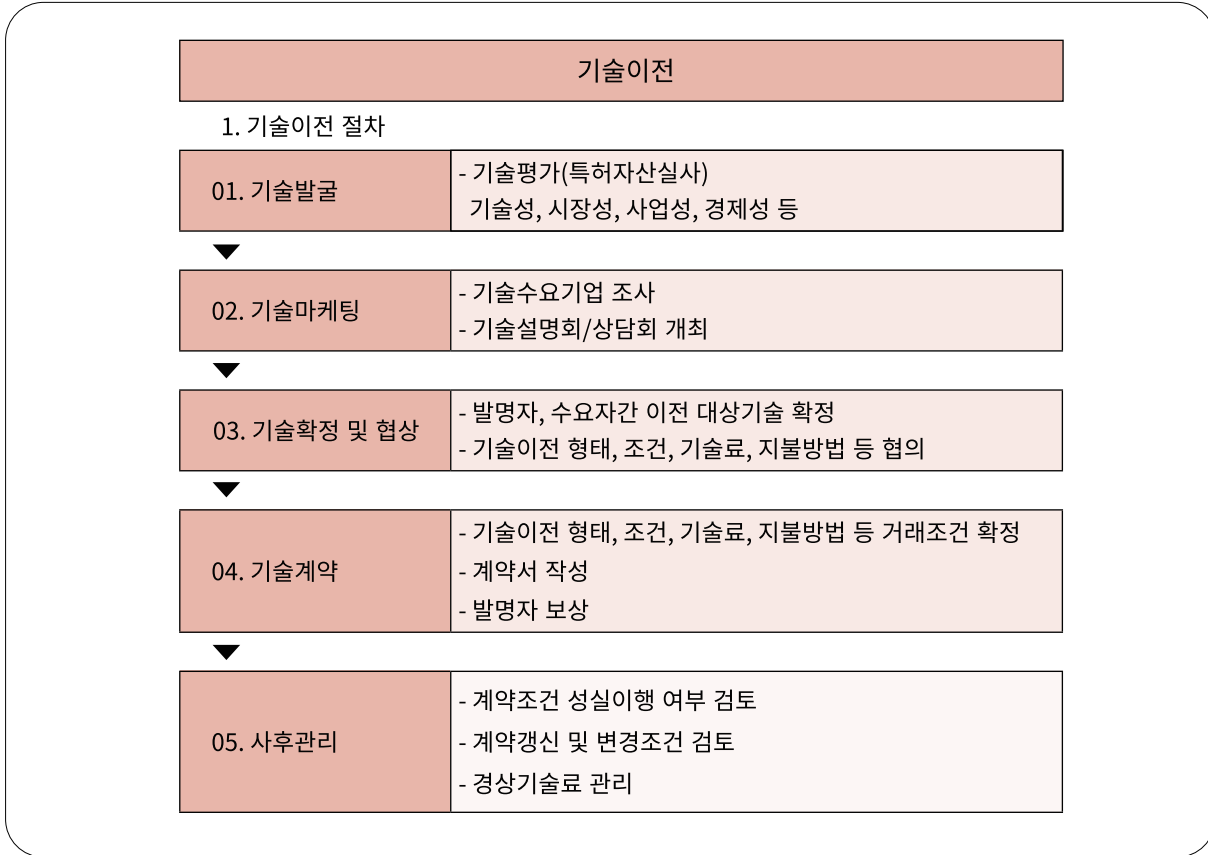 기술이전
1. 기술이전 절차
01. 기술발굴
- 기술평가(특허자산실사)
기술성, 시장성, 사업성, 경제성 등
02. 기술마케팅
- 기술수요기업 조사
- 기술설명회/상담회 개최
03. 기술확정 및 협상
- 발명자, 수요자간 이전 대상기술 확정
- 기술이전 형태, 조건, 기술료, 지불방법 등 협의
04. 기술계약
- 기술이전 형태, 조건, 기술료, 지불방법 등 거래조건 확정
- 계약서 작성
- 발명자 보상
05. 사후관리
- 계약조건 성실이행 여부 검토
- 계약갱신 및 변경조건 검토
- 경상기술료 관리